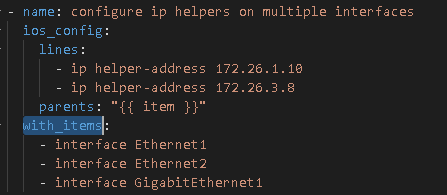 - name: configure ip helpers on multiple interfaces
ios_config:
lines:
- ip helper-address 172.26.1.10
- ip helper-address 172.26.3.8
parents: "{{ item }}"
with_items:
- interface Ethernet1
- interface Ethernet2
- interface GigabitEthernet1